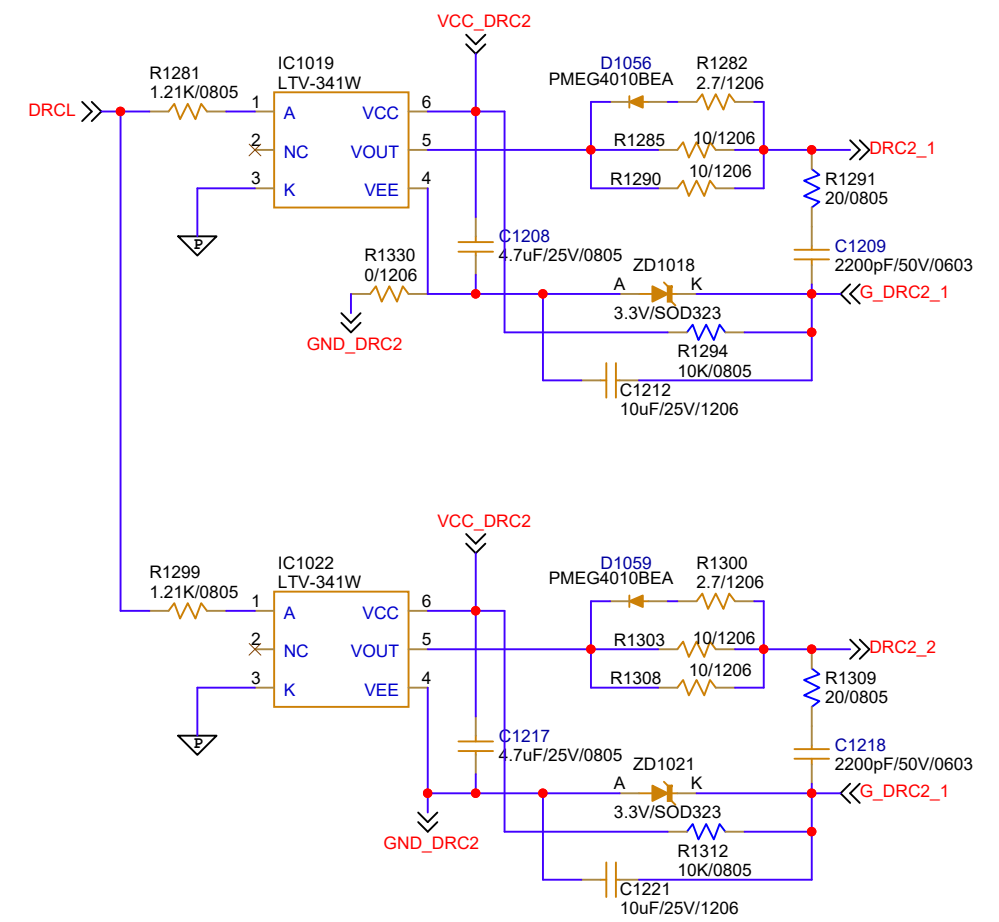 VCC_DRC2
R1281
1.21K/0805
IC1019
LTV-341W
D1056
PMEG4010BEA
R1282
2.7/1206
DRCL
1
A
VCC
6
2
NC
VOUT
5
3
K
VEE
4
R1285
10/1206
R1290
10/1206
DRC2_1
R1291
20/0805
P
R1330
0/1206
C1208
4.7uF/25V/0805
C1209
2200pF/50V/0603
ZD1018
A
K
3.3V/SOD323
G_DRC2_1
GND_DRC2
R1294
10K/0805
C1212
10uF/25V/1206
VCC_DRC2
R1299
1.21K/0805
IC1022
LTV-341W
D1059
PMEG4010BEA
R1300
2.7/1206
1
A
VCC
6
2
NC
VOUT
5
3
K
VEE
4
R1303
10/1206
R1308
10/1206
DRC2_2
R1309
20/0805
P
C1217
4.7uF/25V/0805
C1218
2200pF/50V/0603
ZD1021
A
K
3.3V/SOD323
G_DRC2_1
GND_DRC2
R1312
10K/0805
C1221
10uF/25V/1206